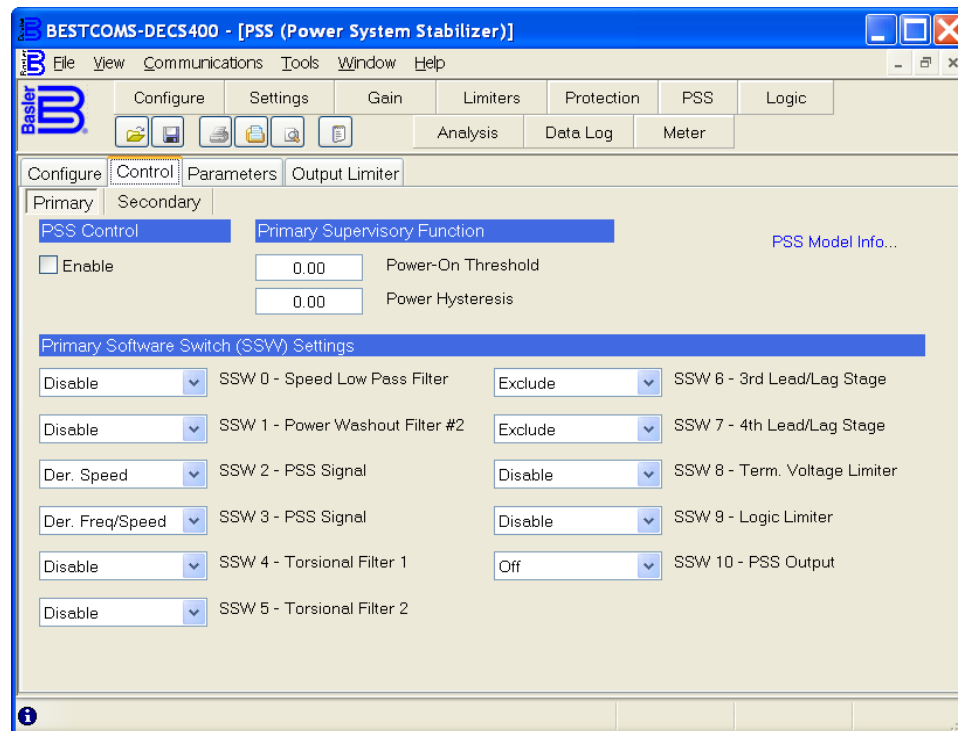 BESTCOMS-DECS400 - [PSS (Power System Stabilizer)]
File View Communications Tools Window Help
Basler
Configure Settings Gain Limiters Protection PSS Logic
Analysis Data Log Meter
Configure Control Parameters Output Limiter
Primary Secondary
PSS Control Primary Supervisory Function
PSS Model Info...
Enable 0.00 Power-On Threshold
0.00 Power Hysteresis
Primary Software Switch (SSW) Settings
Disable SSW 0 - Speed Low Pass Filter Exclude SSW 6 - 3rd Lead/Lag Stage
Disable SSW 1 - Power Washout Filter #2 Exclude SSW 7 - 4th Lead/Lag Stage
Der. Speed SSW 2 - PSS Signal Disable SSW 8 - Term. Voltage Limiter
Der. Freq/Speed SSW 3 - PSS Signal Disable SSW 9 - Logic Limiter
Disable SSW 4 - Torsional Filter 1 Off SSW 10 - PSS Output
Disable SSW 5 - Torsional Filter 2